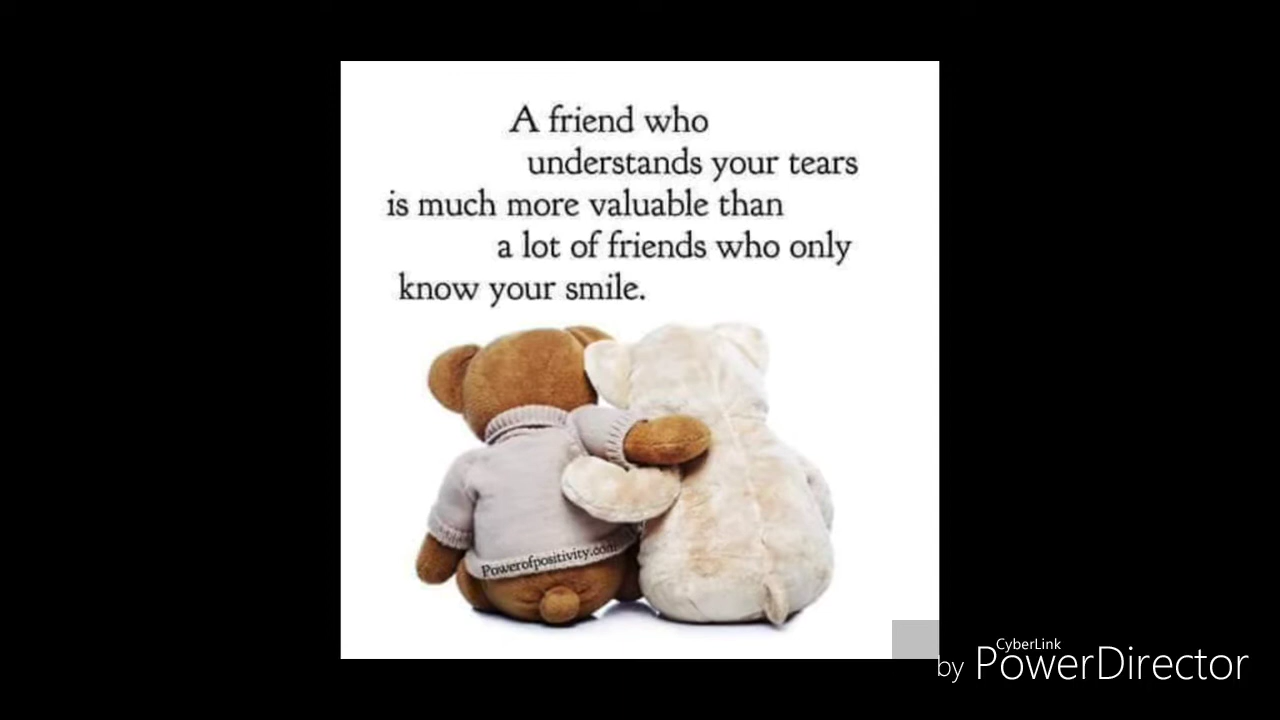 A friend who
understands your tears
is much more valuable than
a lot of friends who only
know your smile.
Powerofpositivity.com
CyberLink
by PowerDirector